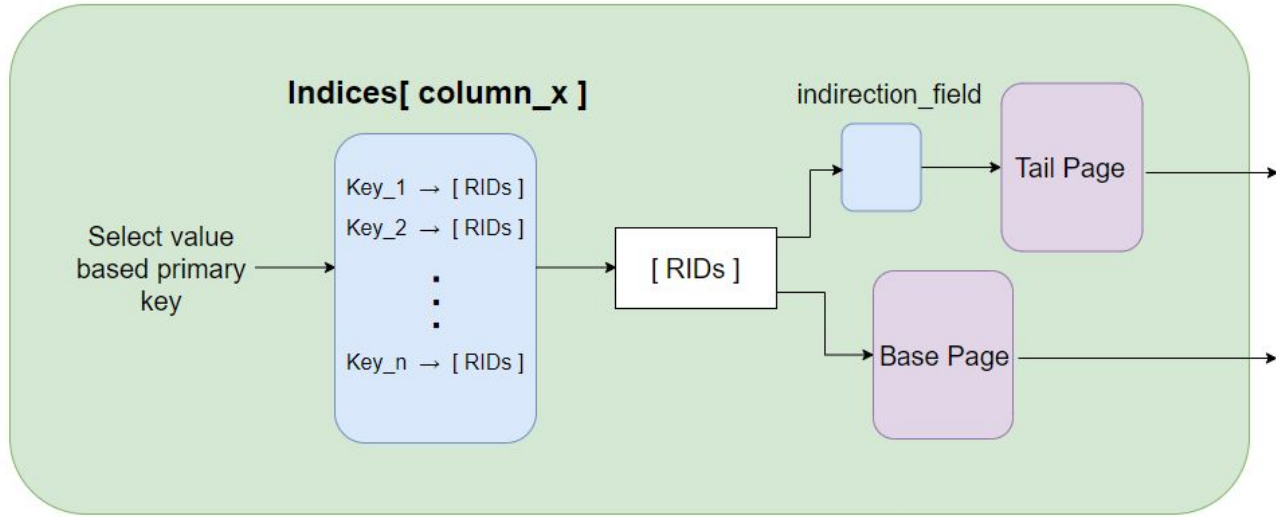 Indices[ column_x ]
Key_1 → [ RIDs ]
Key_2 → [ RIDs ]
Key_n → [ RIDs ]
Select value
based primary
key
[ RIDs ]
indirection_field
Tail Page
Base Page